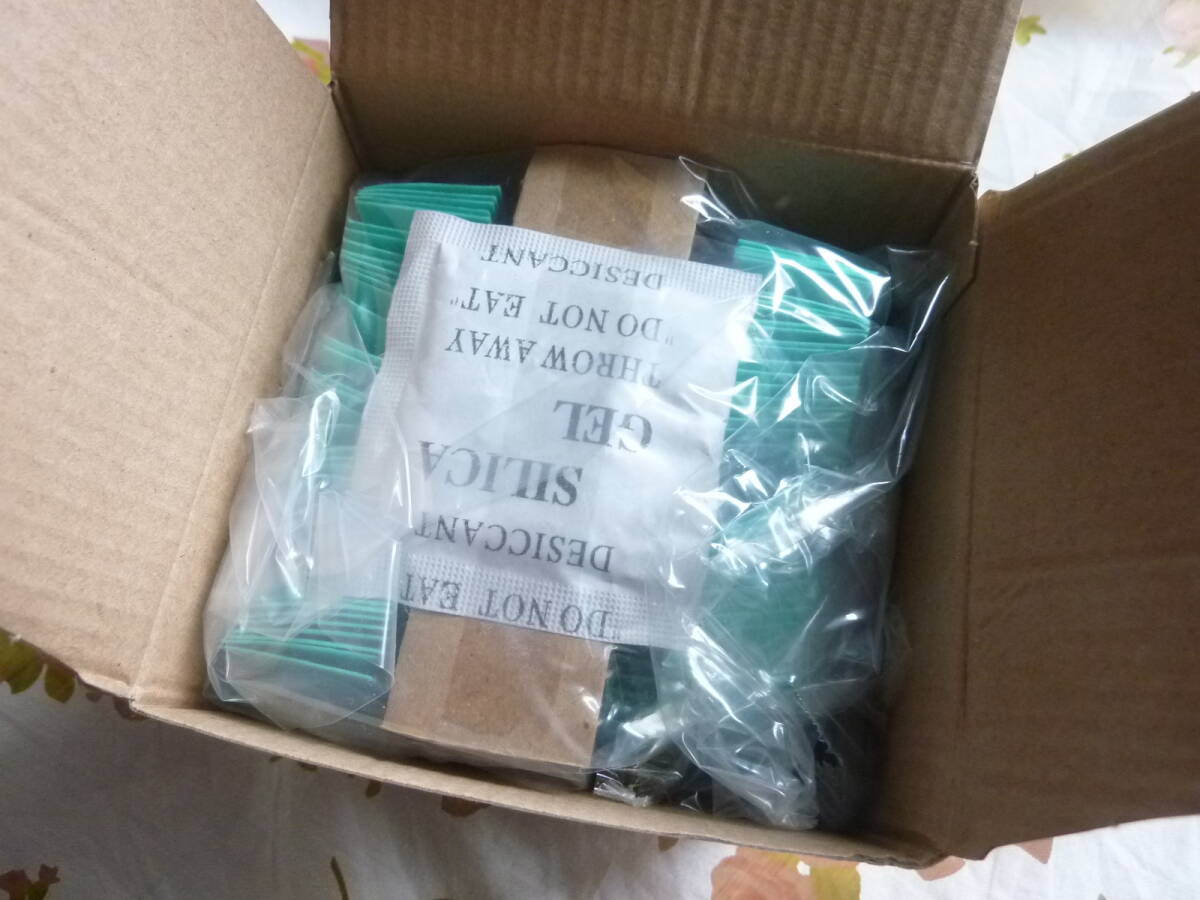 "DO NOT EAT
DESICCANT
SILICA
GEL
THROW AWAY
"DO NOT EAT"
DESICCANT